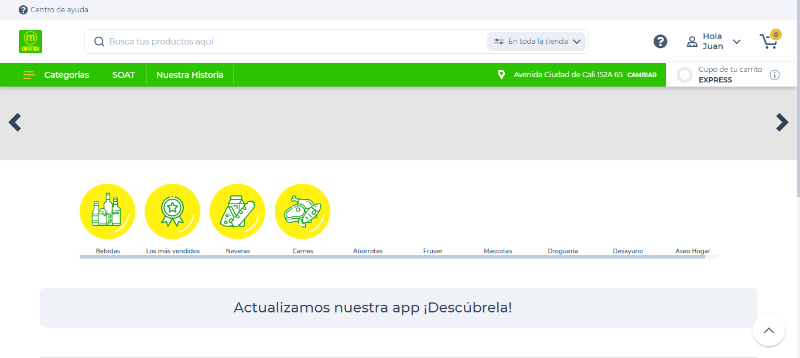 Centro de ayuda
Busca tus productos aquí
En toda la tienda
Hola
Juan
0
Categorías
SOAT
Nuestra Historia
Avenida Ciudad de Cali 152A 65 CAMBIAR
Cupo de tu carrito
EXPRESS
Bebidas
Los más vendidos
Neveras
Carnes
Aborrotes
Fruver
Mascotas
Drogueria
Desayuno
Aseo Hogar
Actualizamos nuestra app ¡Descúbrela!